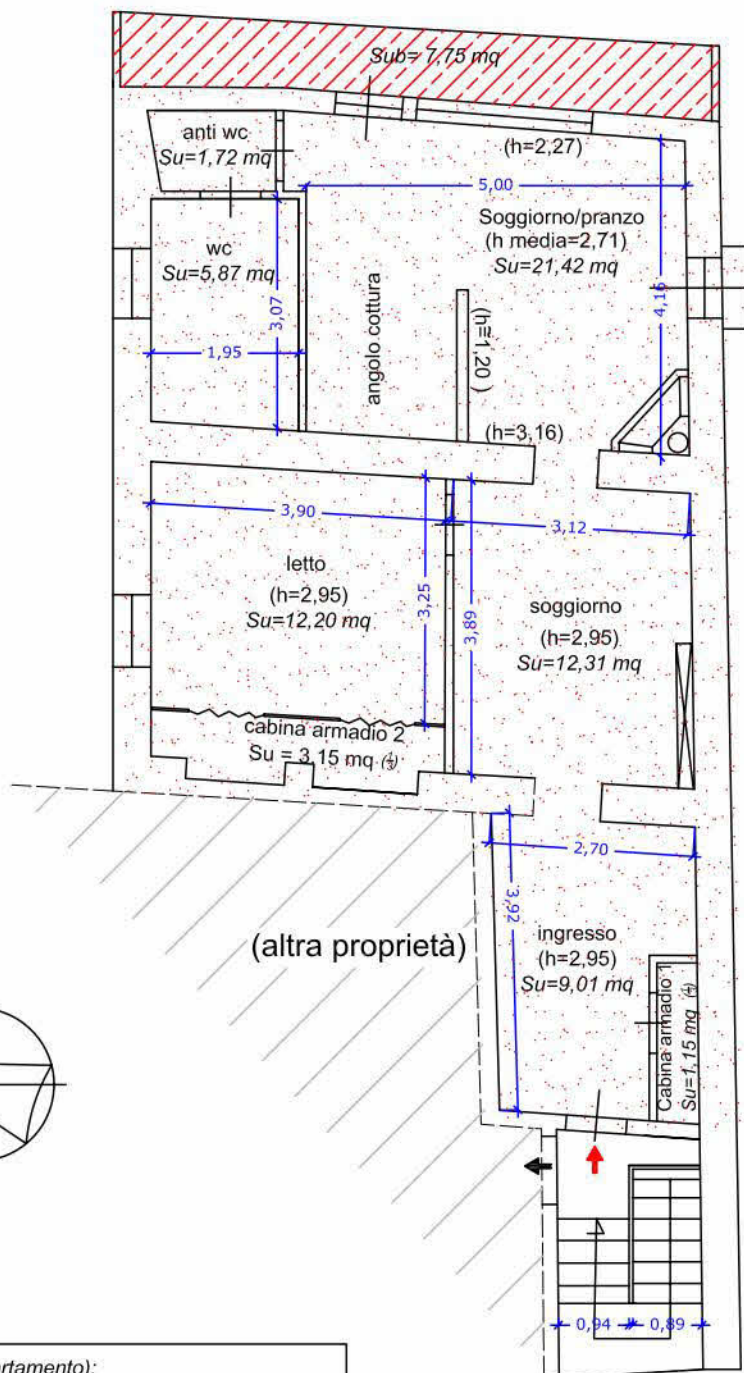 Sub= 7,75 mq
anti wc
Su=1,72 mq
(h=2,27)
5,00
Soggiorno/pranzo
(h media=2,71)
Su=21,42 mq
wc
Su=5,87 mq
3,07
1,95
angolo cottura
(h=1,20 )
4,16
(h=3,16)
3,90
3,12
letto
(h=2,95)
Su=12,20 mq
3,25
3,89
soggiorno
(h=2,95)
Su=12,31 mq
cabina armadio 2
Su = 3,15 mq
2,70
3,92
(altra proprietà)
ingresso
(h=2,95)
Su=9,01 mq
Cabina armadio 1
Su=1,15 mq
0,94
0,89